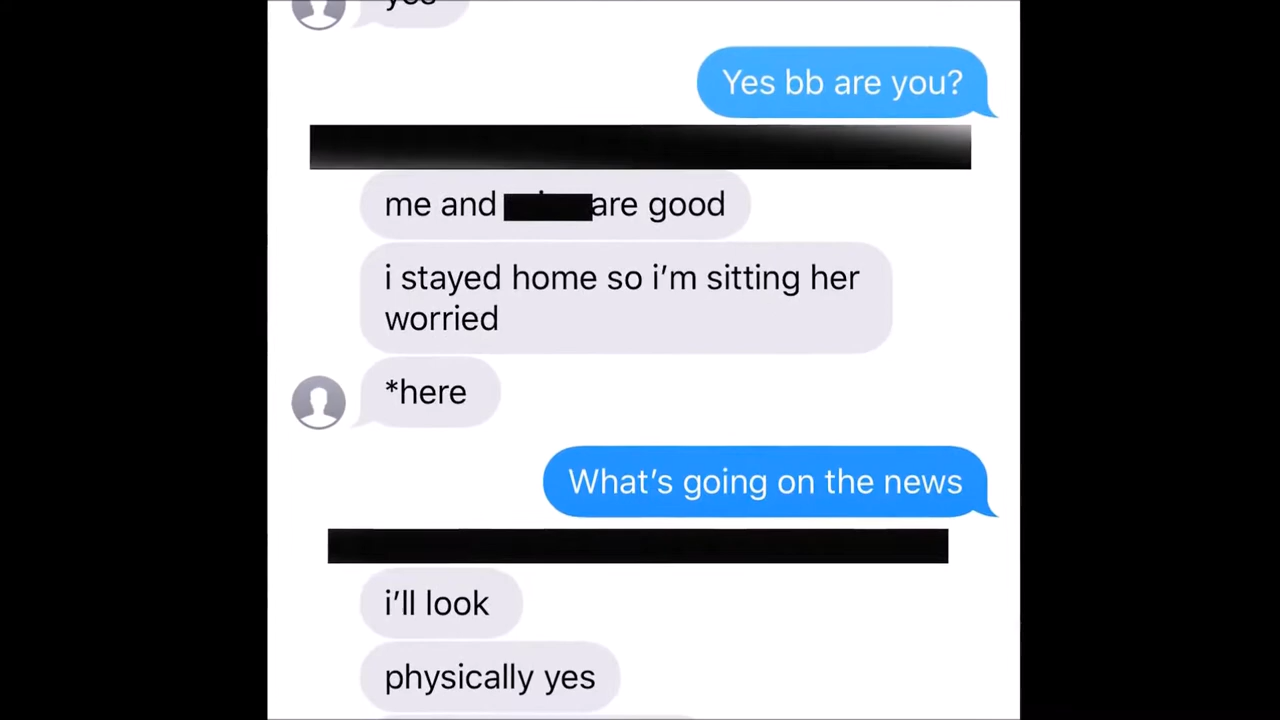 yes
Yes bb are you?
me and are good
i stayed home so i'm sitting her
worried
*here
What's going on the news
i'll look
physically yes